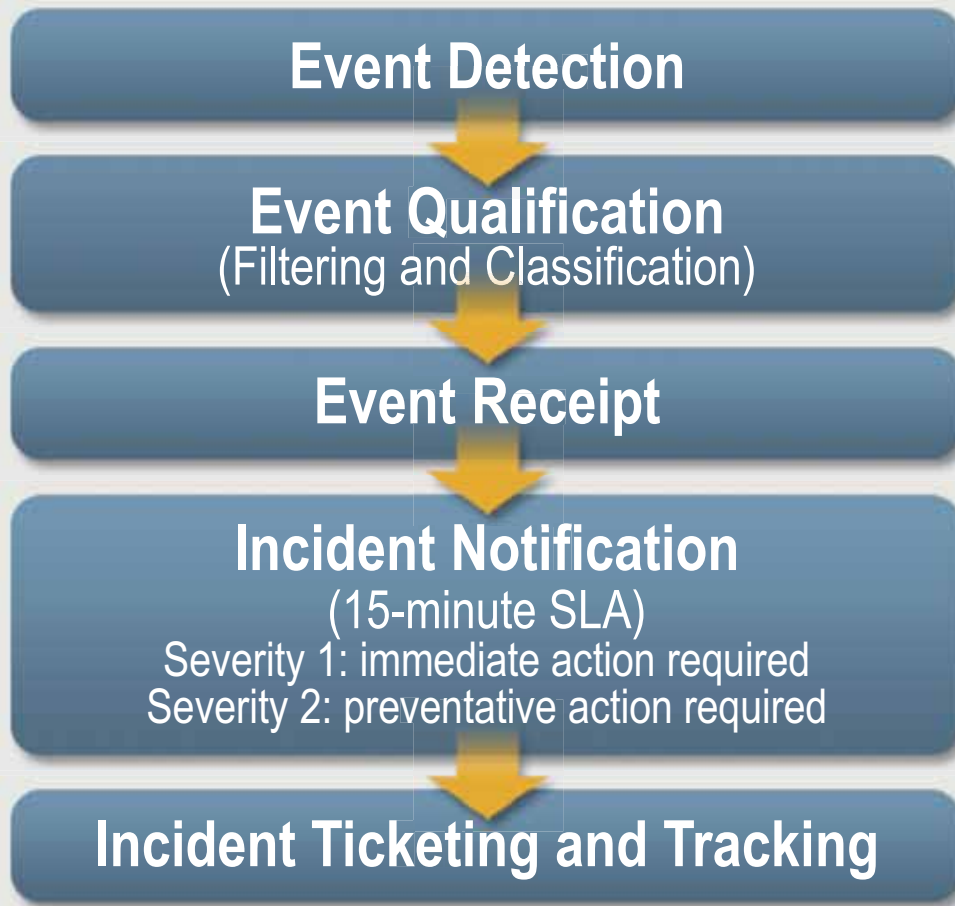 Event Detection
Event Qualification
(Filtering and Classification)
Event Receipt
Incident Notification
(15-minute SLA)
Severity 1: immediate action required
Severity 2: preventative action required
Incident Ticketing and Tracking